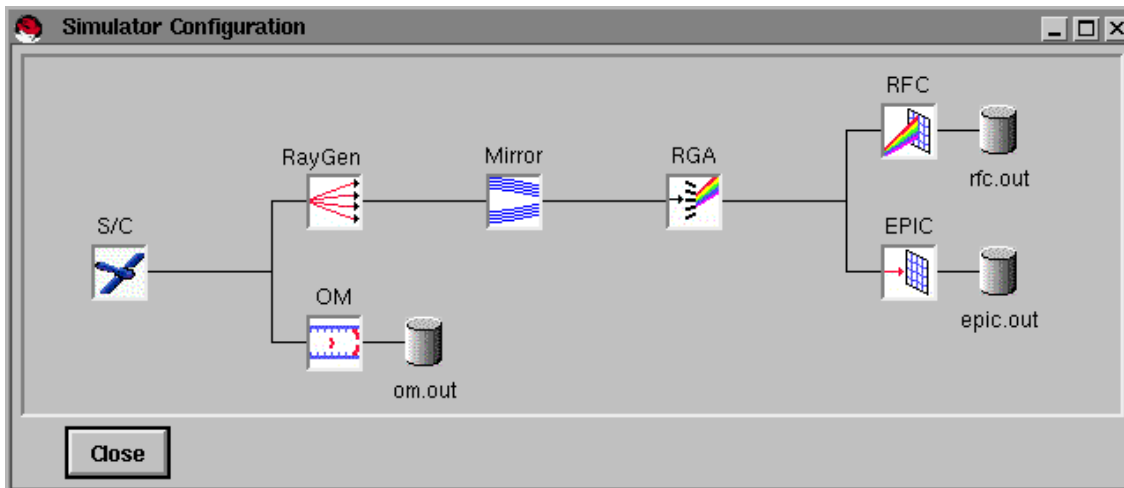 Simulator Configuration
RFC
RayGen
Mirror
RGA
rfc.out
S/C
EPIC
OM
epic.out
om.out
Close